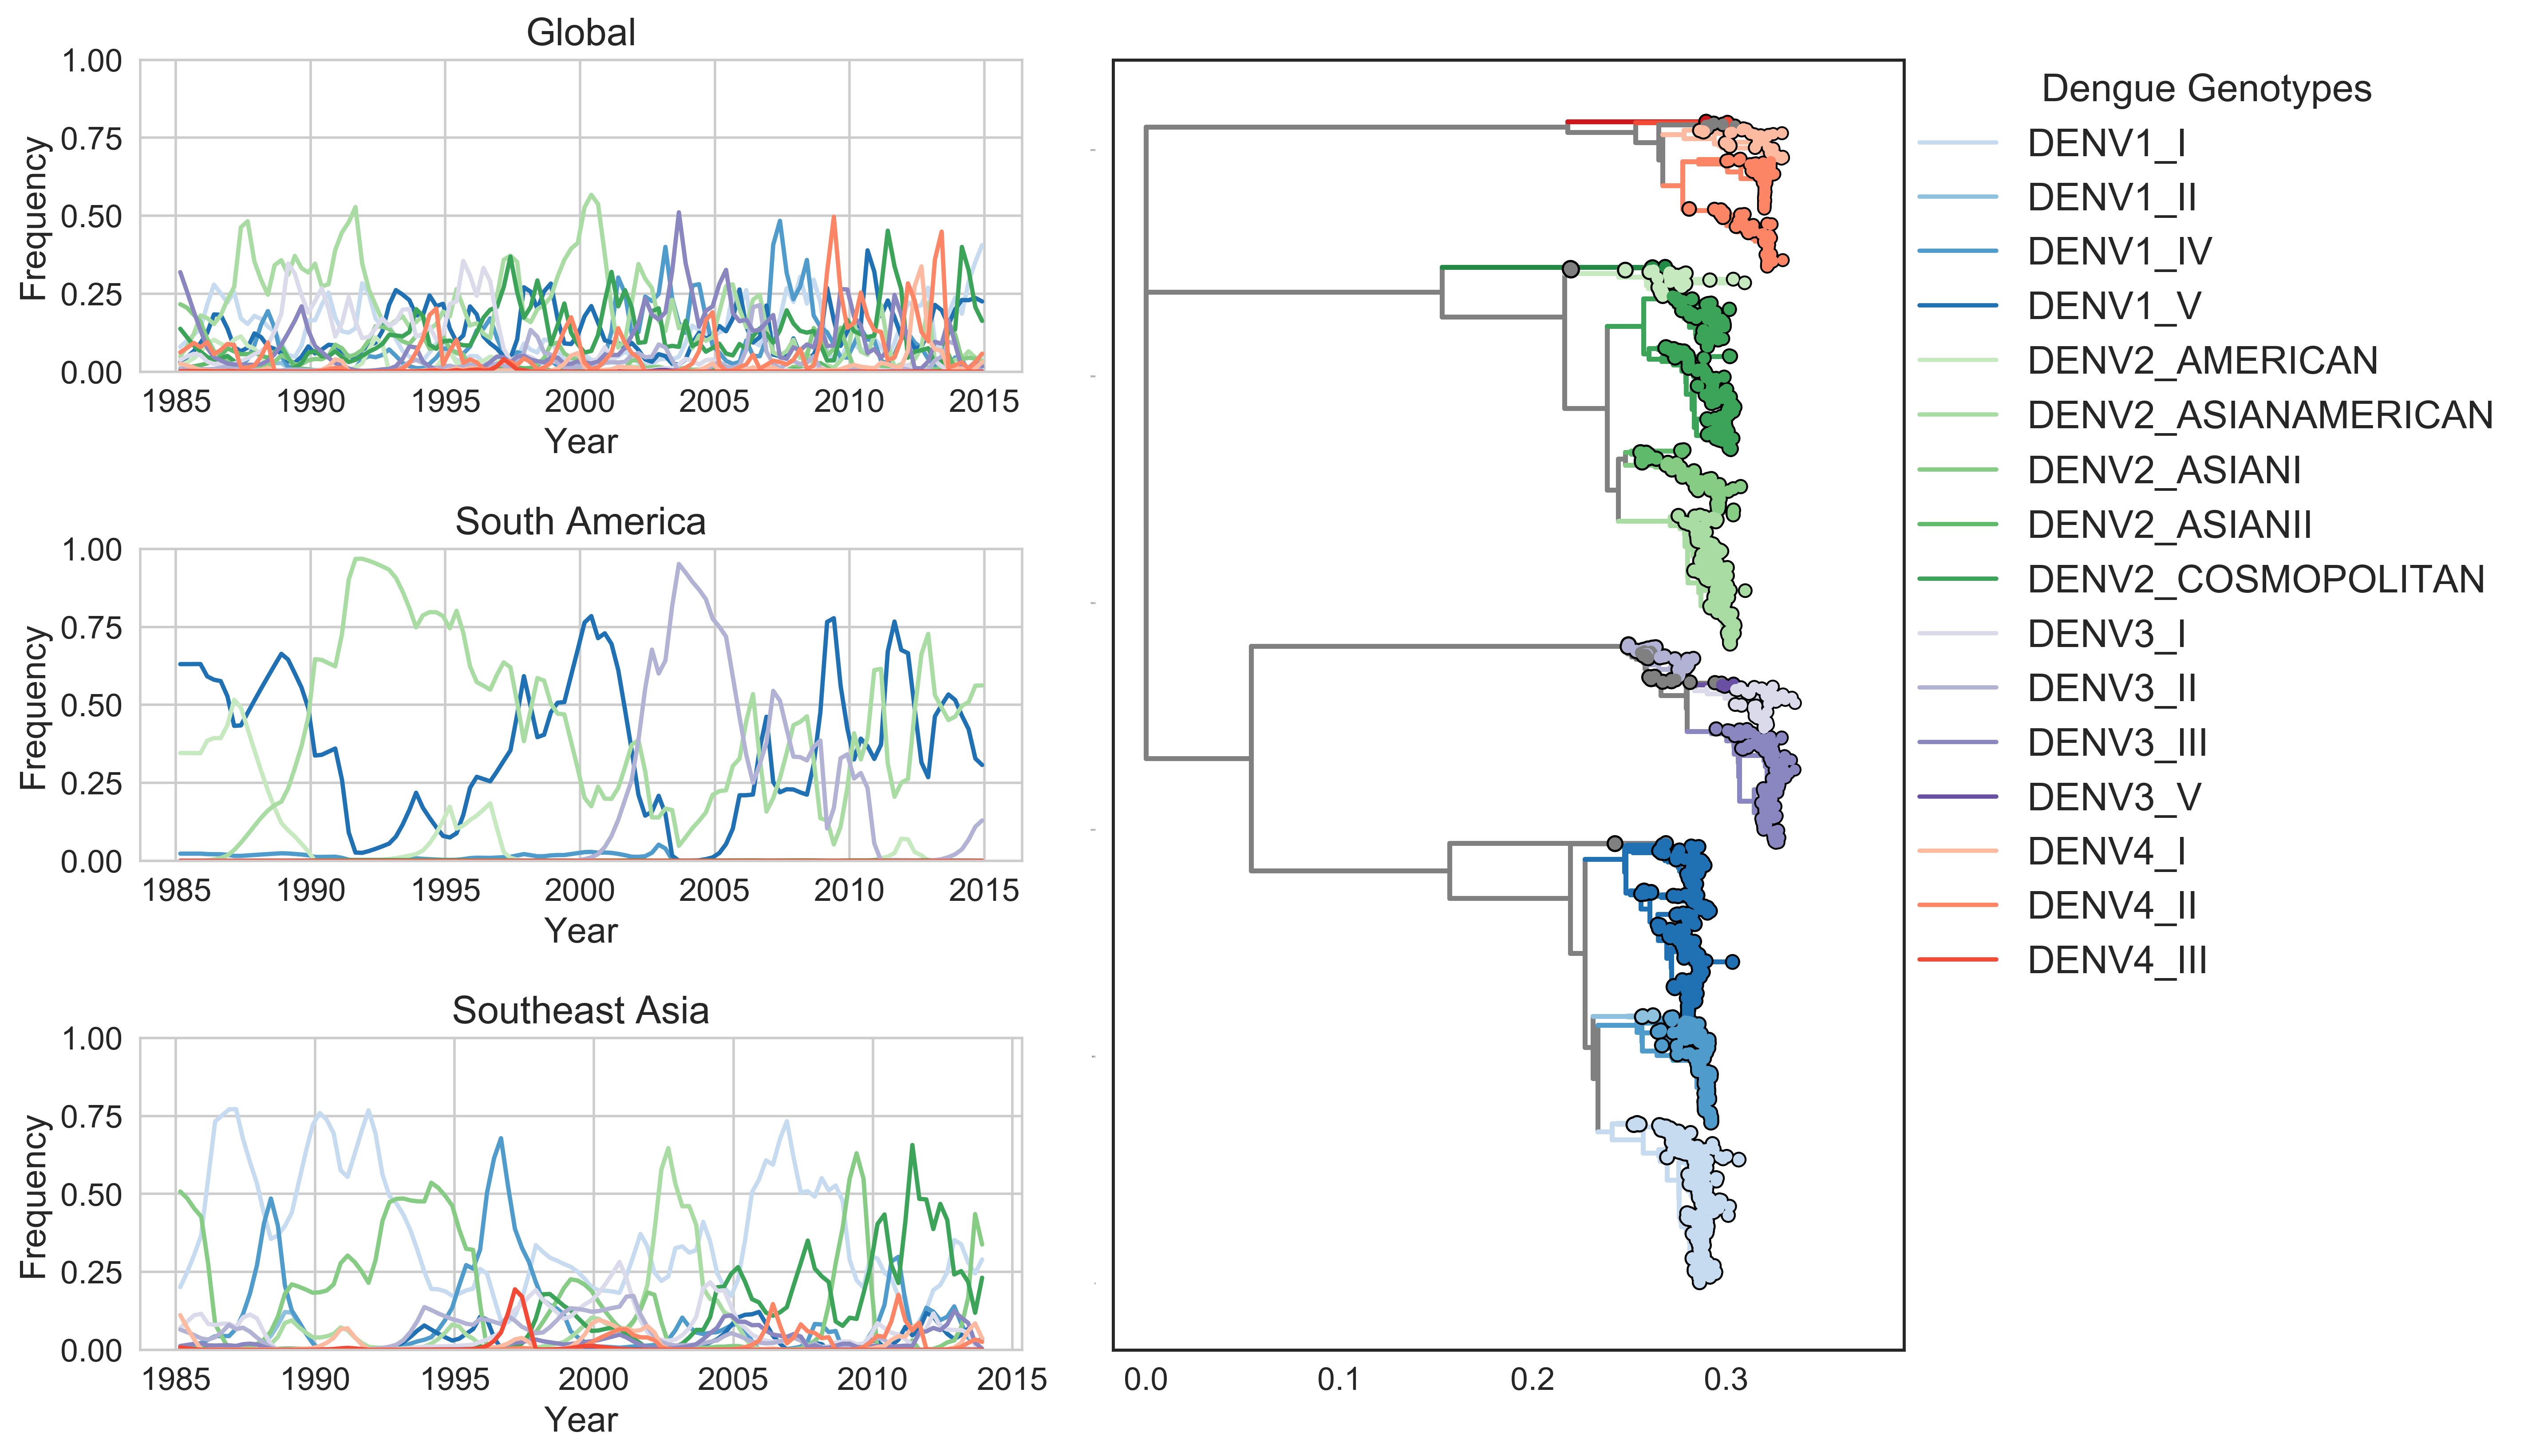 Global
1.00
0.75
0.50
0.25
0.00
Frequency
1985 1990 1995 2000 2005 2010 2015
Year
South America
1.00
0.75
0.50
0.25
0.00
Frequency
1985 1990 1995 2000 2005 2010 2015
Year
Southeast Asia
1.00
0.75
0.50
0.25
0.00
Frequency
1985 1990 1995 2000 2005 2010 2015
Year
0.0 0.1 0.2 0.3
Dengue Genotypes
DENV1_I
DENV1_II
DENV1_IV
DENV1_V
DENV2_AMERICAN
DENV2_ASIANAMERICAN
DENV2_ASIANI
DENV2_ASIANII
DENV2_COSMOPOLITAN
DENV3_I
DENV3_II
DENV3_III
DENV3_V
DENV4_I
DENV4_II
DENV4_III